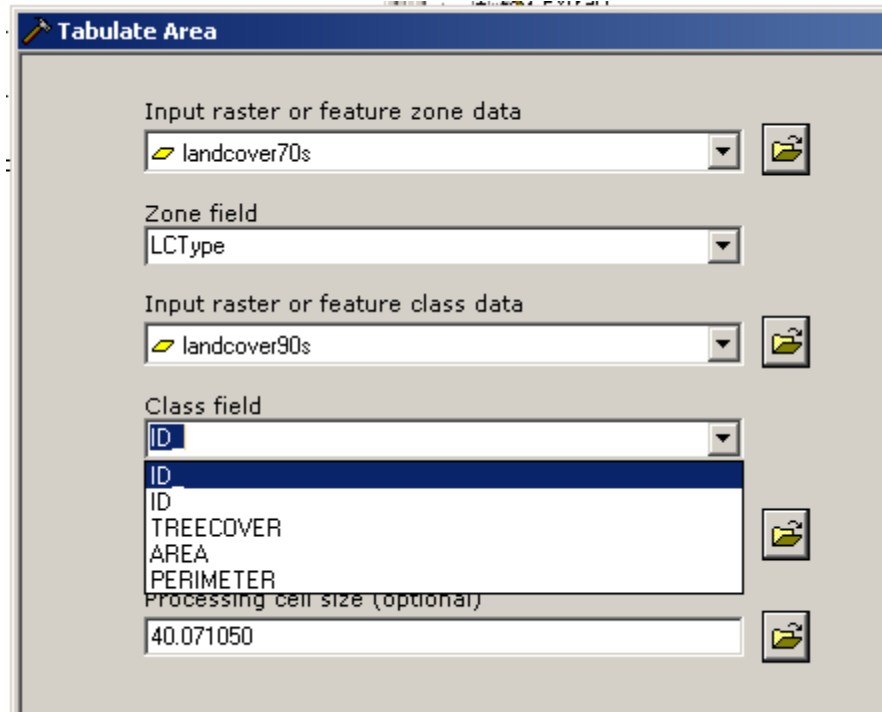 Tabulate Area
Input raster or feature zone data
landcover70s
Zone field
LCType
Input raster or feature class data
landcover90s
Class field
ID_
ID_
ID
TREECOVER
AREA
PERIMETER
Processing cell size (optional)
40.071050